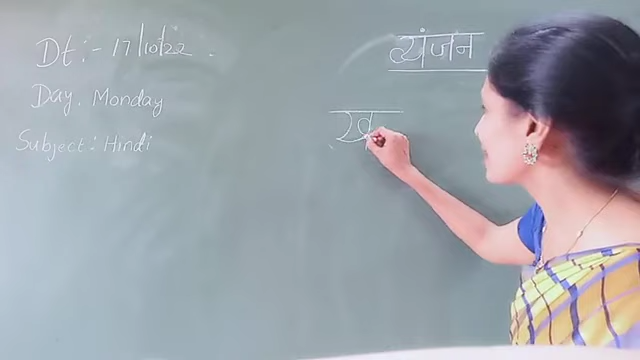 Dt:- 17/10/22.
व्यंजन
Day. Monday
ख
Subject: Hindi